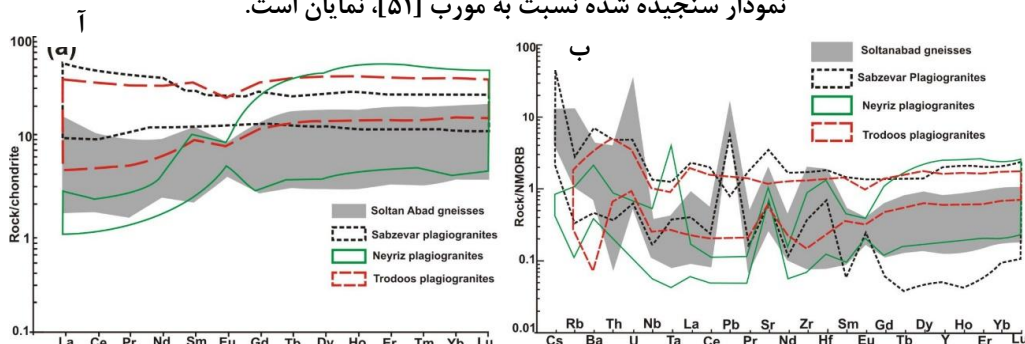 نمودار سنجیده شده نسبت به مورب [۵۱]، نمایان است.
آ
(a)
Rock/chondrite
100
10
1
0.1
Soltan Abad gneisses
Sabzevar plagiogranites
Neyriz plagiogranites
Trodoos plagiogranites
La Ce Pr Nd Sm Eu Gd Tb Dy Ho Er Tm Yb Lu
ب
Rock/NMORB
100
10
1
0.1
0.01
Soltanabad gneisses
Sabzevar Plagiogranites
Neyriz plagiogranites
Trodoos plagiogranites
Rb Th Nb La Pb Sr Zr Sm Gd Dy Ho Yb
Cs Ba U Ta Ce Pr Nd Hf Eu Tb Y Er Lu